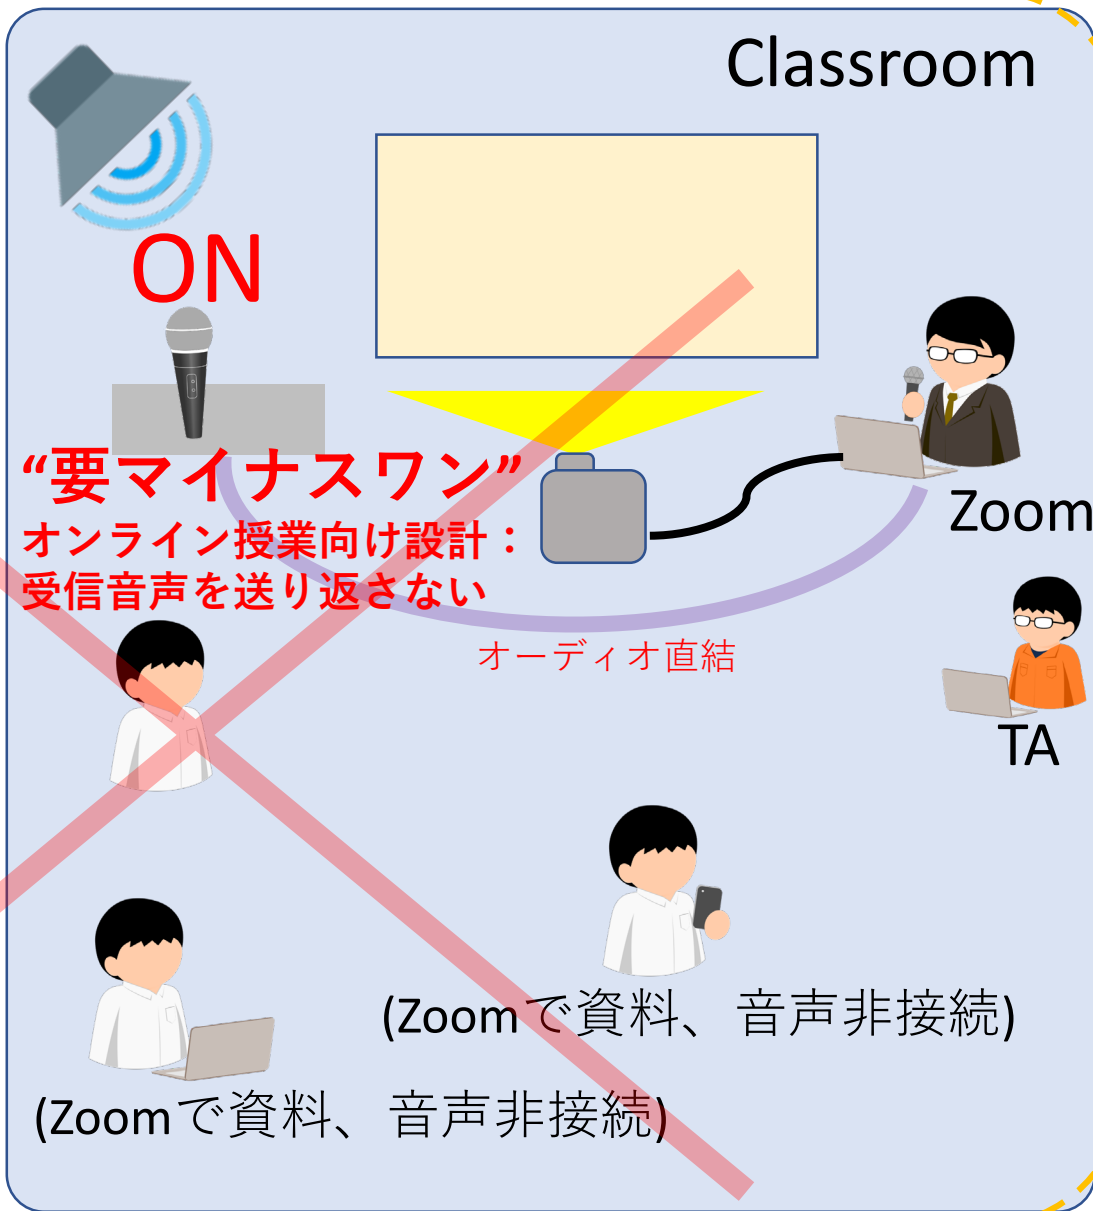 Classroom
ON
“要マイナスワン”
オンライン授業向け設計：
受信音声を送り返さない
Zoom
オーディオ直結
TA
(Zoomで資料、音声非接続)
(Zoomで資料、音声非接続)